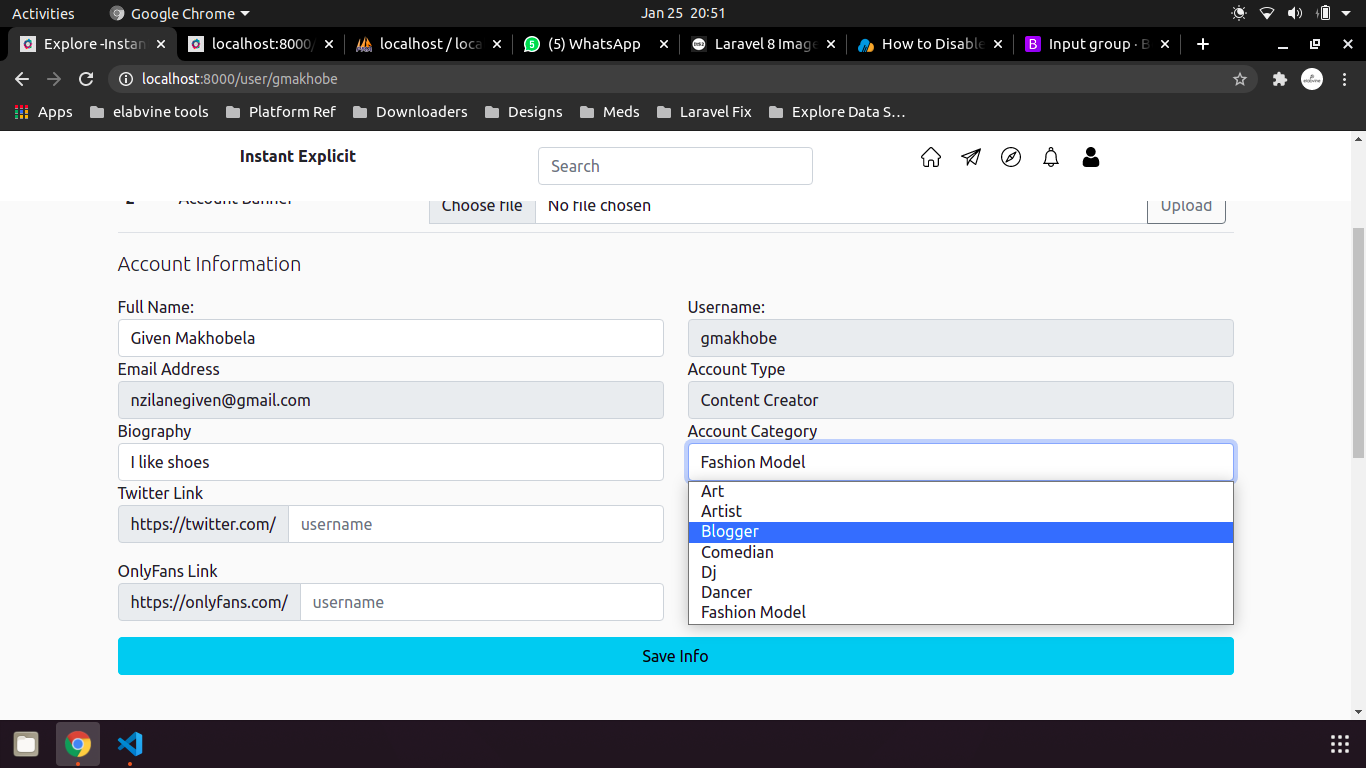 Activities
Google Chrome
Jan 25 20:51
Explore -Instan
localhost:8000/
localhost / loca
(5) WhatsApp
Laravel 8 Image
How to Disable
Input group · B
localhost:8000/user/gmakhobe
Apps
elabvine tools
Platform Ref
Downloaders
Designs
Meds
Laravel Fix
Explore Data S…
Instant Explicit
Search
2
Account Banner
Choose file
No file chosen
Upload
Account Information
Full Name:
Username:
Given Makhobela
gmakhobe
Email Address
Account Type
nzilanegiven@gmail.com
Content Creator
Biography
Account Category
I like shoes
Fashion Model
Twitter Link
Art
Artist
https://twitter.com/
username
Blogger
Comedian
OnlyFans Link
Dj
Dancer
https://onlyfans.com/
username
Fashion Model
Save Info